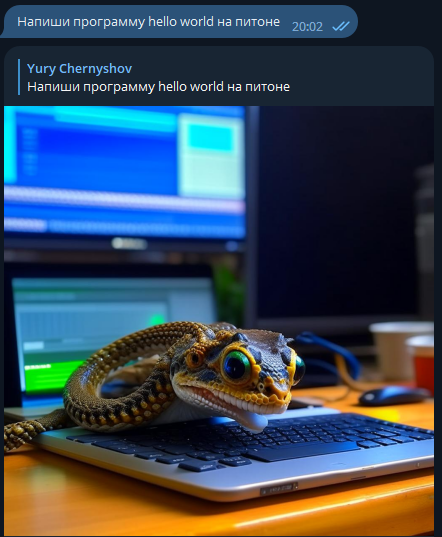 Напиши программу hello world на питоне 20:02
Yury Chernyshov
Напиши программу hello world на питоне